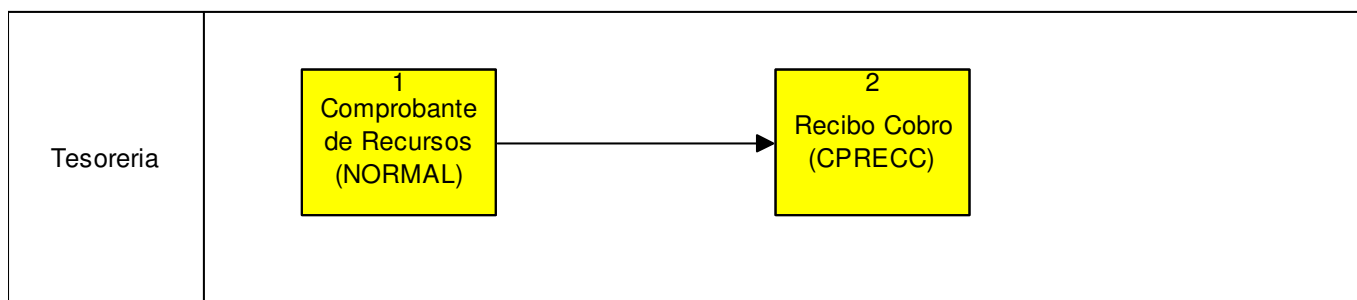 Tesoreria
1
Comprobante
de Recursos
(NORMAL)
2
Recibo Cobro
(CPRECC)